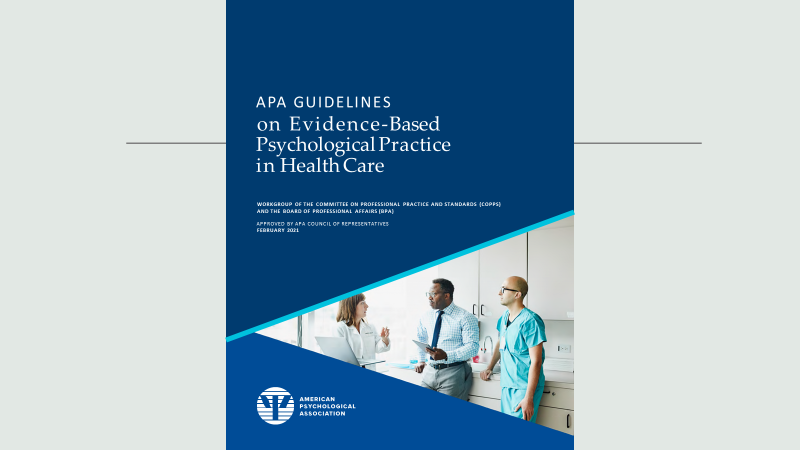 APA GUIDELINES
on Evidence-Based
Psychological Practice
in Health Care
WORKGROUP OF THE COMMITTEE ON PROFESSIONAL PRACTICE AND STANDARDS (COPPS)
AND THE BOARD OF PROFESSIONAL AFFAIRS (BPA)
APPROVED BY APA COUNCIL OF REPRESENTATIVES
FEBRUARY 2021
AMERICAN
PSYCHOLOGICAL
ASSOCIATION